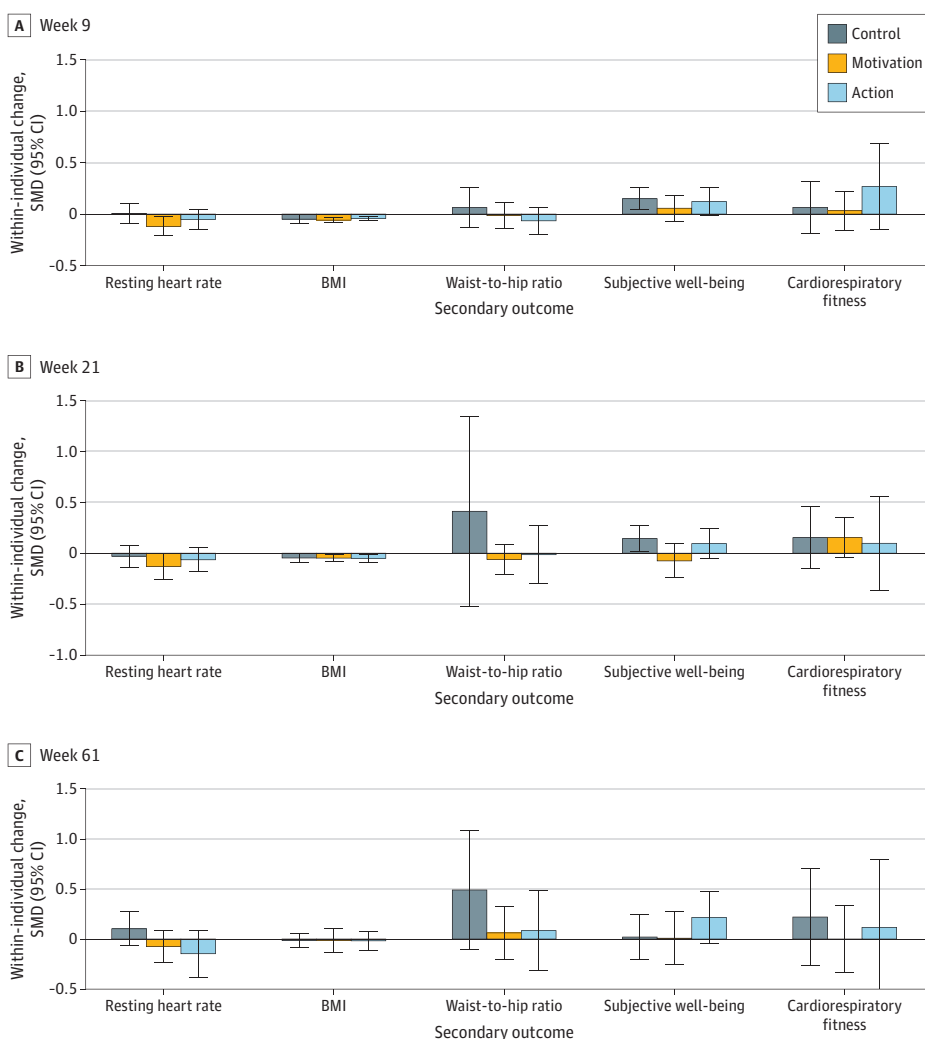 A Week 9
Control
Motivation
Action
Within-individual change,
SMD (95% CI)
1.5
1.0
0.5
0
-0.5
Resting heart rate
BMI
Waist-to-hip ratio
Subjective well-being
Cardiorespiratory
fitness
Secondary outcome
B Week 21
Within-individual change,
SMD (95% CI)
1.5
1.0
0.5
0
-0.5
-1.0
Resting heart rate
BMI
Waist-to-hip ratio
Subjective well-being
Cardiorespiratory
fitness
Secondary outcome
C Week 61
Within-individual change,
SMD (95% CI)
1.5
1.0
0.5
0
-0.5
Resting heart rate
BMI
Waist-to-hip ratio
Subjective well-being
Cardiorespiratory
fitness
Secondary outcome